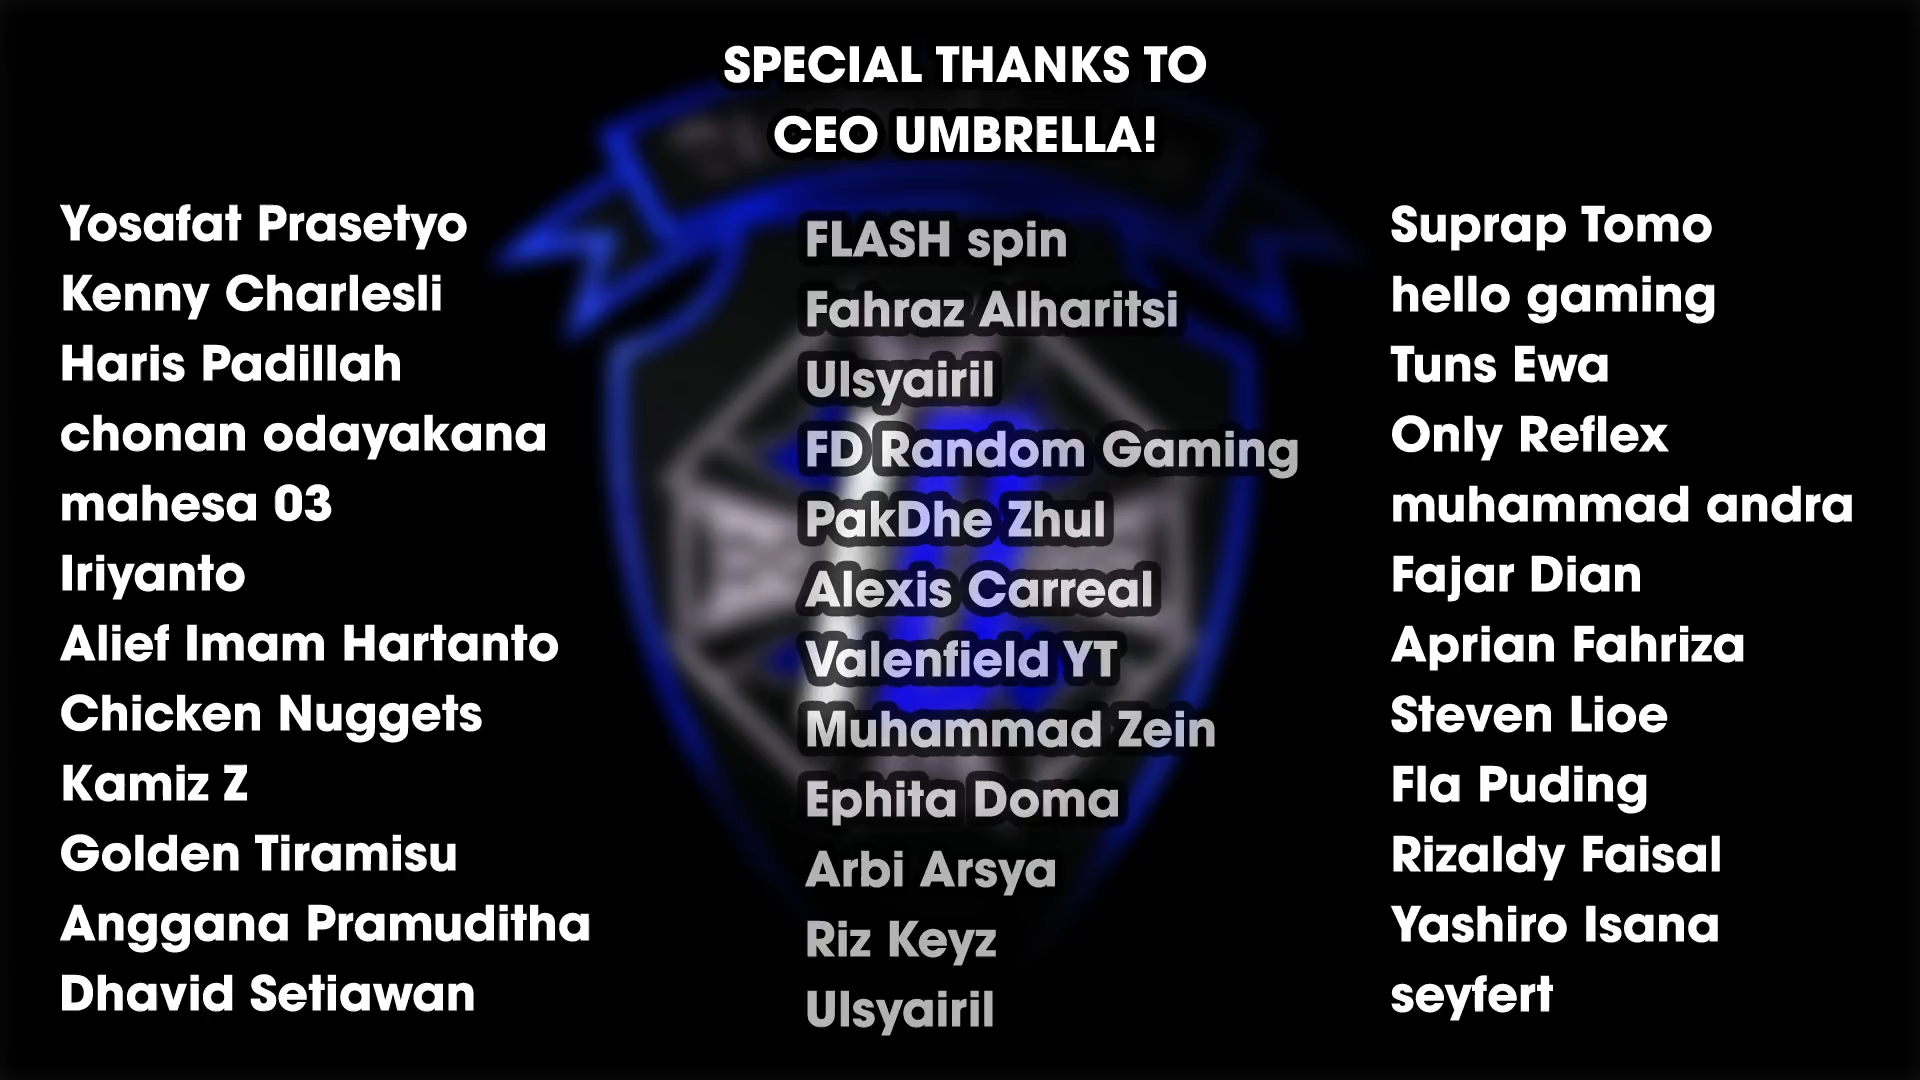 SPECIAL THANKS TO
CEO UMBRELLA!
Yosafat Prasetyo
Kenny Charlesli
Haris Padillah
chonan odayakana
mahesa 03
Iriyanto
Alief Imam Hartanto
Chicken Nuggets
Kamiz Z
Golden Tiramisu
Anggana Pramuditha
Dhavid Setiawan
FLASH spin
Fahraz Alharitsi
Ulsyairil
FD Random Gaming
PakDhe Zhul
Alexis Carreal
Valenfield YT
Muhammad Zein
Ephita Doma
Arbi Arsya
Riz Keyz
Ulsyairil
Suprap Tomo
hello gaming
Tuns Ewa
Only Reflex
muhammad andra
Fajar Dian
Aprian Fahriza
Steven Lioe
Fla Puding
Rizaldy Faisal
Yashiro Isana
seyfert